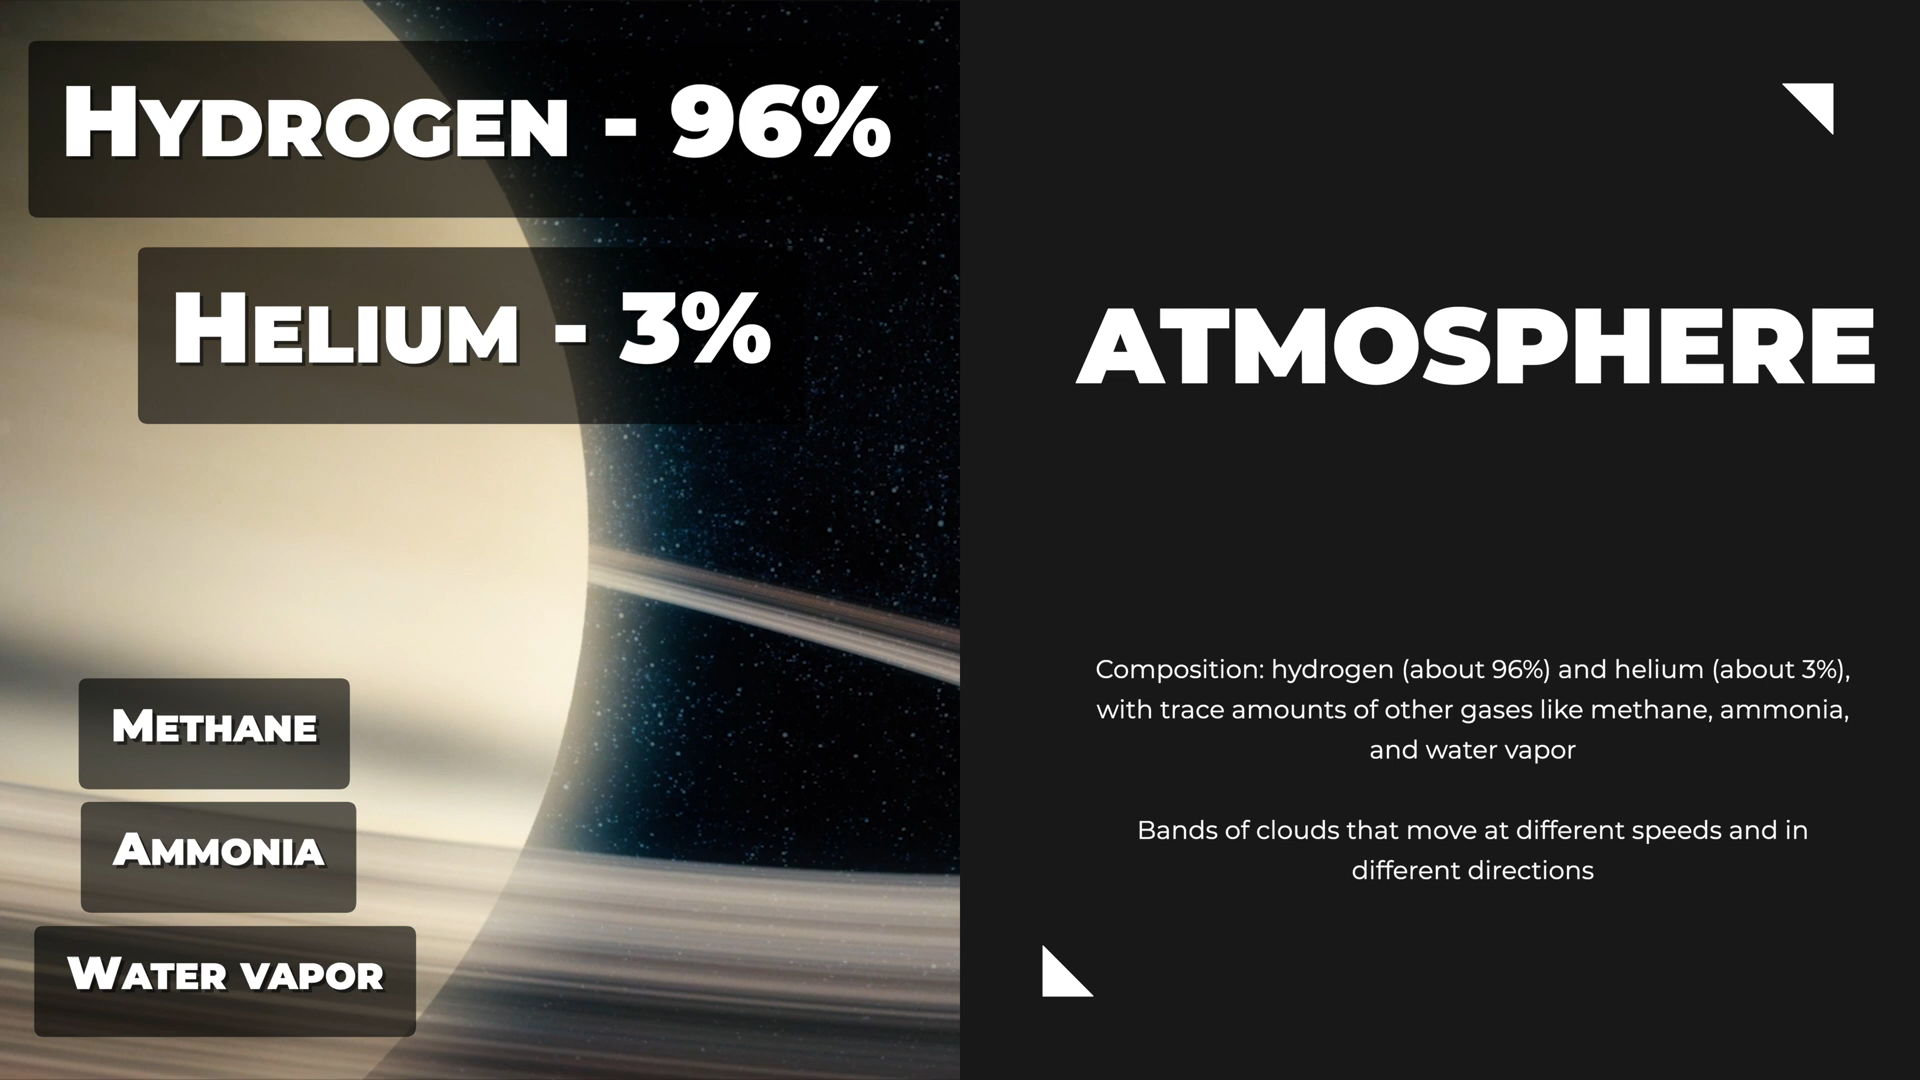 Hydrogen - 96%
Helium - 3%
Methane
Ammonia
Water vapor
ATMOSPHERE
Composition: hydrogen (about 96%) and helium (about 3%),
with trace amounts of other gases like methane, ammonia,
and water vapor
Bands of clouds that move at different speeds and in
different directions